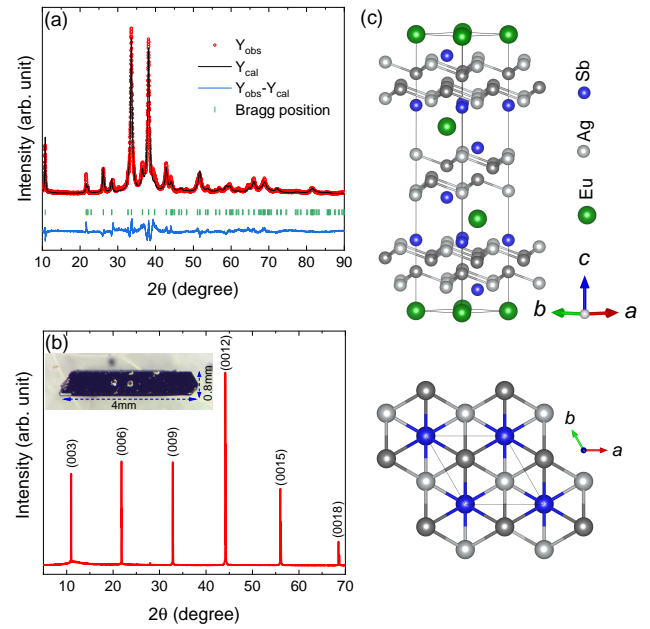 (a)
Y_obs
Y_cal
Y_obs-Y_cal
Bragg position
Intensity (arb. unit)
10 20 30 40 50 60 70 80 90
2θ (degree)
(b)
4mm
0.8mm
(003)
(006)
(009)
(0012)
(0015)
(0018)
Intensity (arb. unit)
10 20 30 40 50 60 70
2θ (degree)
(c)
Sb
Ag
Eu
c
b
a
b
a